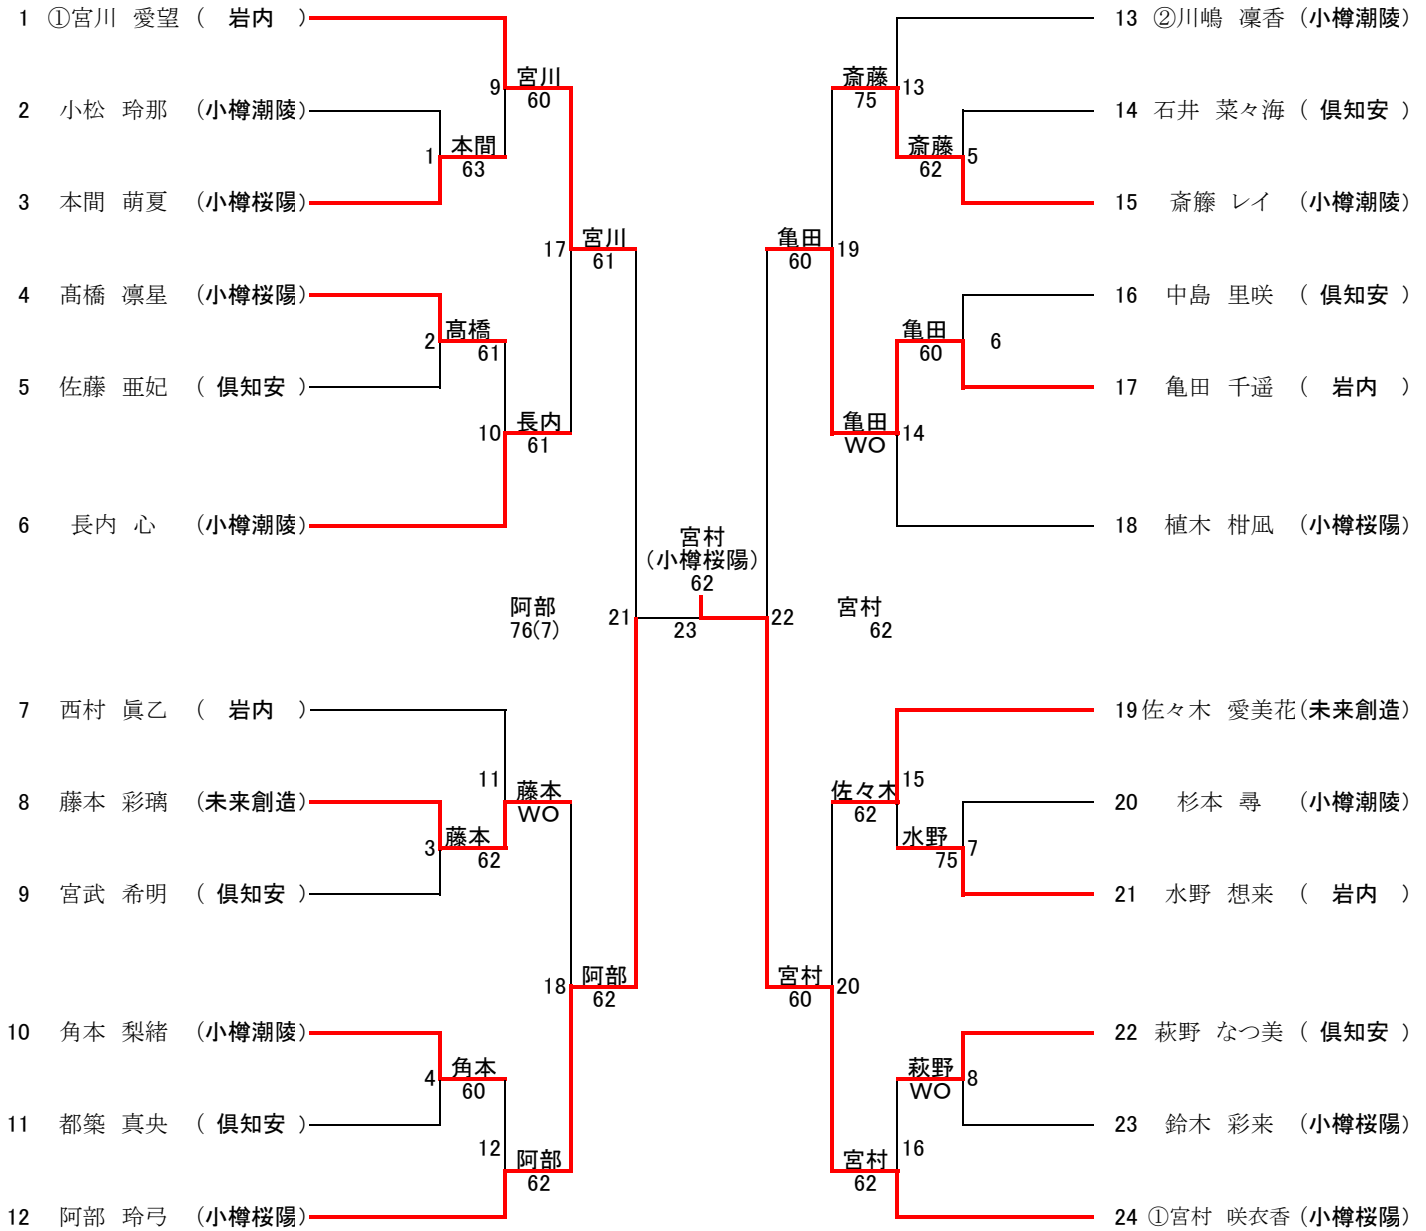 1 ①宮川 愛望 ( 岩内 )
2 小松 玲那 (小樽潮陵)
3 本間 萌夏 (小樽桜陽)
4 髙橋 凛星 (小樽桜陽)
5 佐藤 亜妃 ( 倶知安 )
6 長内 心 (小樽潮陵)
7 西村 眞乙 ( 岩内 )
8 藤本 彩璃 (未来創造)
9 宮武 希明 ( 倶知安 )
10 角本 梨緒 (小樽潮陵)
11 都築 真央 ( 倶知安 )
12 阿部 玲弓 (小樽桜陽)
1 本間
63
2 髙橋
61
3 藤本
62
4 角本
60
9 宮川
60
10 長内
61
11 藤本
WO
12 阿部
62
17 宮川
61
18 阿部
62
阿部
76(7)
21
宮村
(小樽桜陽)
62
23
22
宮村
62
亀田 19
60
宮村 20
60
斎藤 13
75
亀田 14
WO
佐々木 15
62
宮村 16
62
斎藤 5
62
亀田 6
60
水野 7
75
萩野 8
WO
13 ②川嶋 凜香 (小樽潮陵)
14 石井 菜々海 ( 倶知安 )
15 斎籐 レイ (小樽潮陵)
16 中島 里咲 ( 倶知安 )
17 亀田 千遥 ( 岩内 )
18 植木 柑凪 (小樽桜陽)
19 佐々木 愛美花 (未来創造)
20 杉本 尋 (小樽潮陵)
21 水野 想来 ( 岩内 )
22 萩野 なつ美 ( 倶知安 )
23 鈴木 彩来 (小樽桜陽)
24 ①宮村 咲衣香 (小樽桜陽)